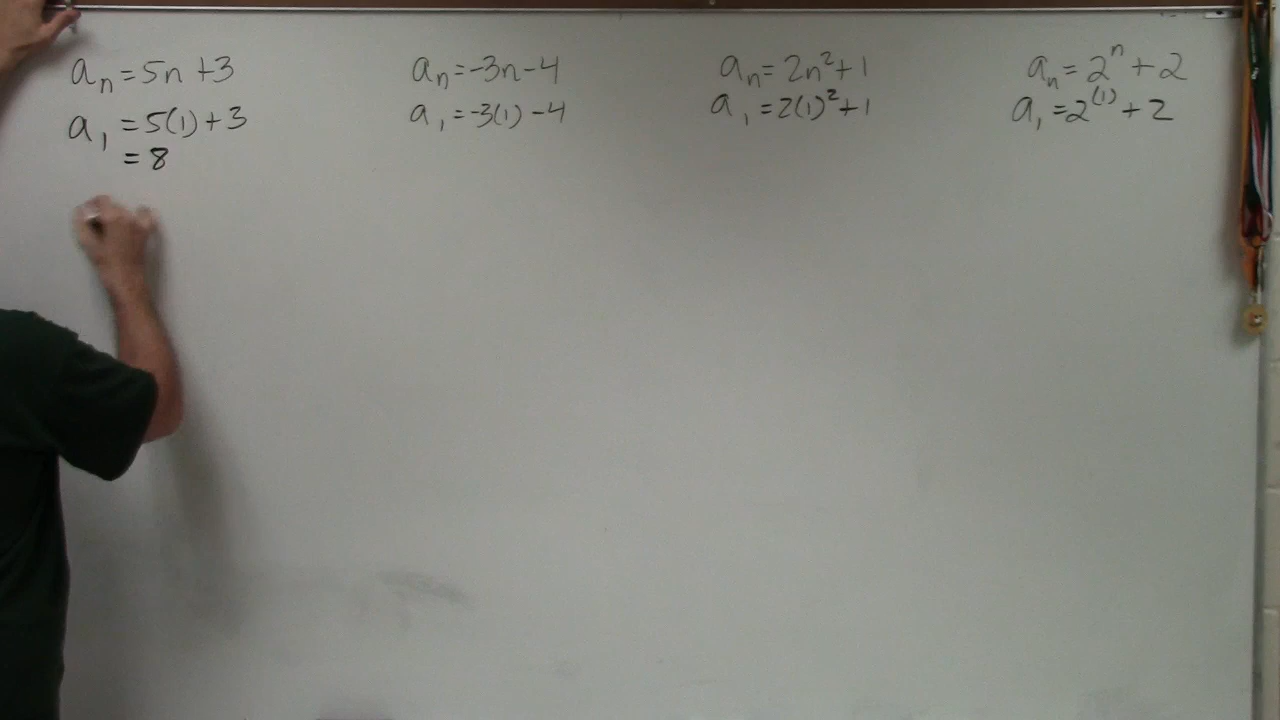 aₙ = 5n + 3
a₁ = 5(1) + 3
= 8
aₙ = -3n - 4
a₁ = -3(1) - 4
aₙ = 2n² + 1
a₁ = 2(1)² + 1
aₙ = 2ⁿ + 2
a₁ = 2⁽¹⁾ + 2